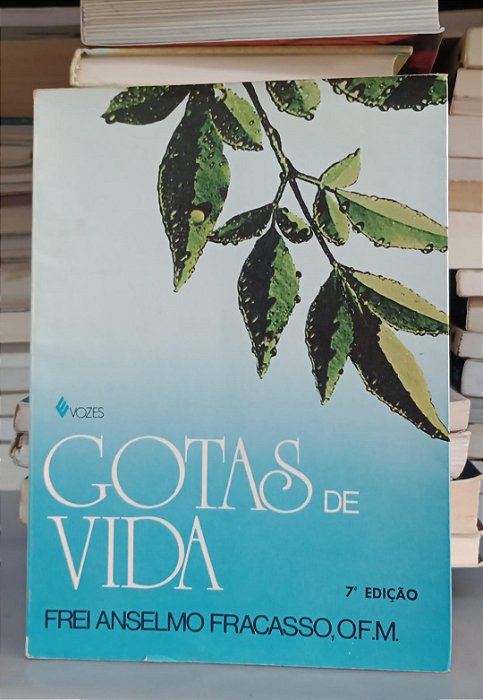 VOZES
GOTAS DE
VIDA
7ª EDIÇÃO
FREI ANSELMO FRACASSO, O.F.M.